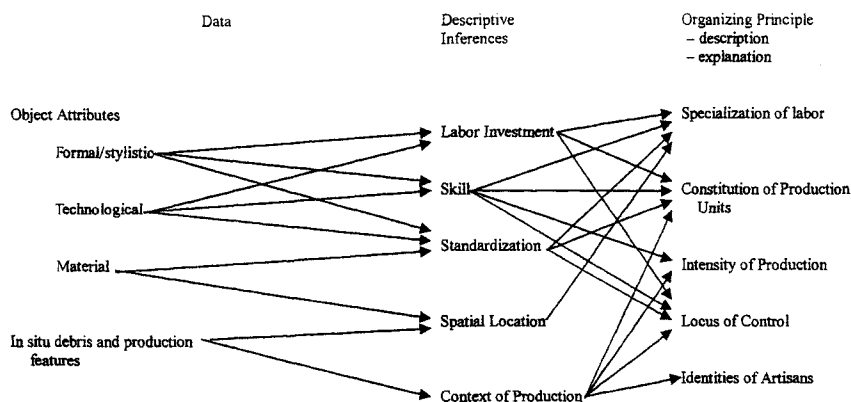 Data
Descriptive
Inferences
Organizing Principle
– description
– explanation
Object Attributes
Formal/stylistic
Technological
Material
In situ debris and production
features
Labor Investment
Skill
Standardization
Spatial Location
Context of Production
Specialization of labor
Constitution of Production
Units
Intensity of Production
Locus of Control
Identities of Artisans